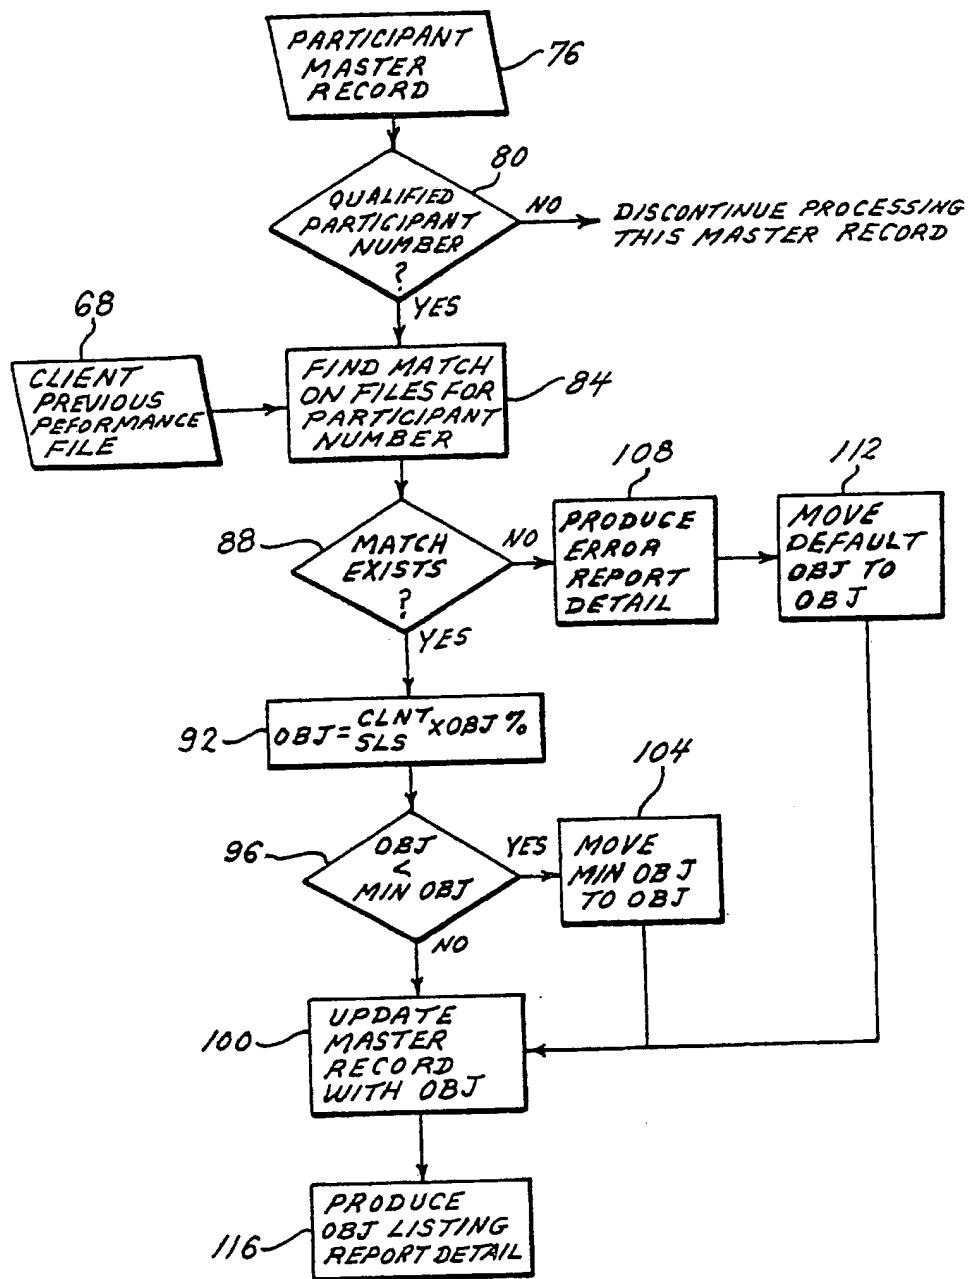 PARTICIPANT
MASTER
RECORD
76
80
QUALIFIED
PARTICIPANT
NUMBER
?
NO
DISCONTINUE PROCESSING
THIS MASTER RECORD
YES
68
CLIENT
PREVIOUS
PEFORMANCE
FILE
FIND MATCH
ON FILES FOR
PARTICIPANT
NUMBER
84
88
MATCH
EXISTS
?
NO
108
PRODUCE
ERROR
REPORT
DETAIL
112
MOVE
DEFAULT
OBJ TO
OBJ
YES
92
OBJ = CLNT SLS X OBJ %
96
OBJ
<
MIN OBJ
YES
104
MOVE
MIN OBJ
TO OBJ
NO
100
UPDATE
MASTER
RECORD
WITH OBJ
116
PRODUCE
OBJ LISTING
REPORT DETAIL